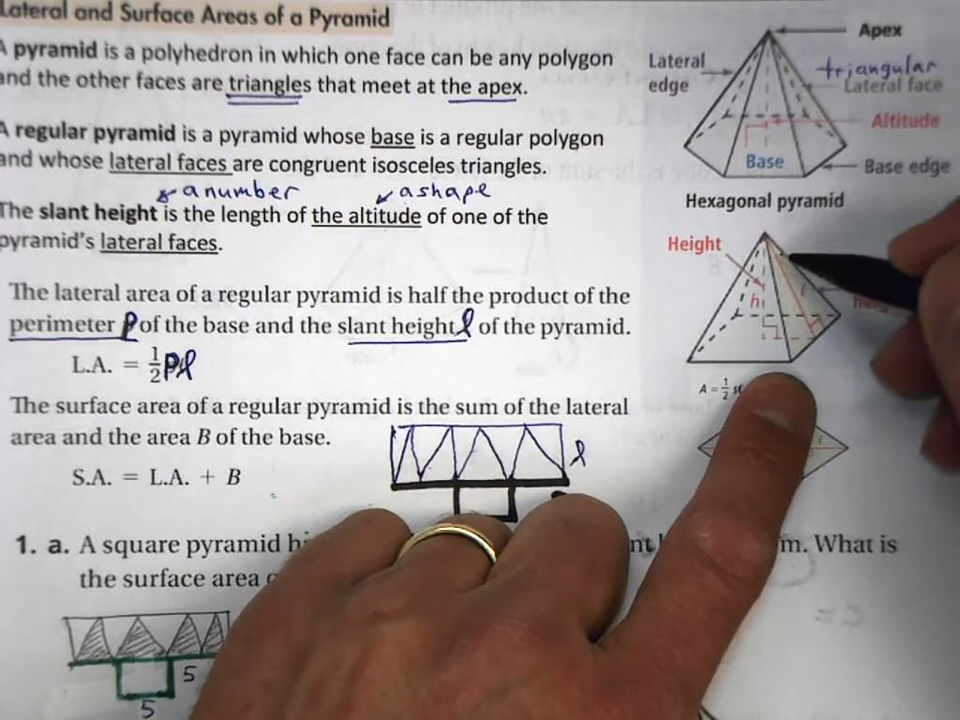 Lateral and Surface Areas of a Pyramid
A pyramid is a polyhedron in which one face can be any polygon
and the other faces are triangles that meet at the apex.
A regular pyramid is a pyramid whose base is a regular polygon
and whose lateral faces are congruent isosceles triangles.
a number a shape
The slant height is the length of the altitude of one of the
pyramid's lateral faces.
The lateral area of a regular pyramid is half the product of the
perimeter P of the base and the slant height ℓ of the pyramid.
L.A. = 1/2 Pℓ
The surface area of a regular pyramid is the sum of the lateral
area and the area B of the base.
ℓ
S.A. = L.A. + B
1. a. A square pyramid m. What is
the surface area
5
5
Apex
Lateral
edge
triangular
Lateral face
Altitude
Base
Base edge
Hexagonal pyramid
Height
h
ℓ
A = 1/2